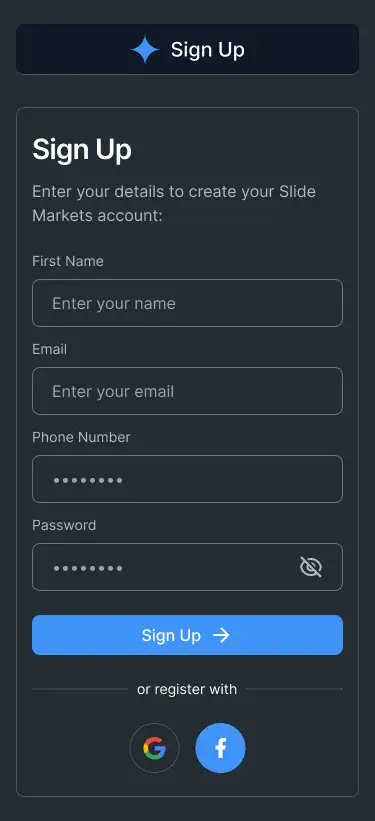 Sign Up
Sign Up
Enter your details to create your Slide
Markets account:
First Name
Enter your name
Email
Enter your email
Phone Number
••••••••
Password
••••••••
Sign Up
or register with